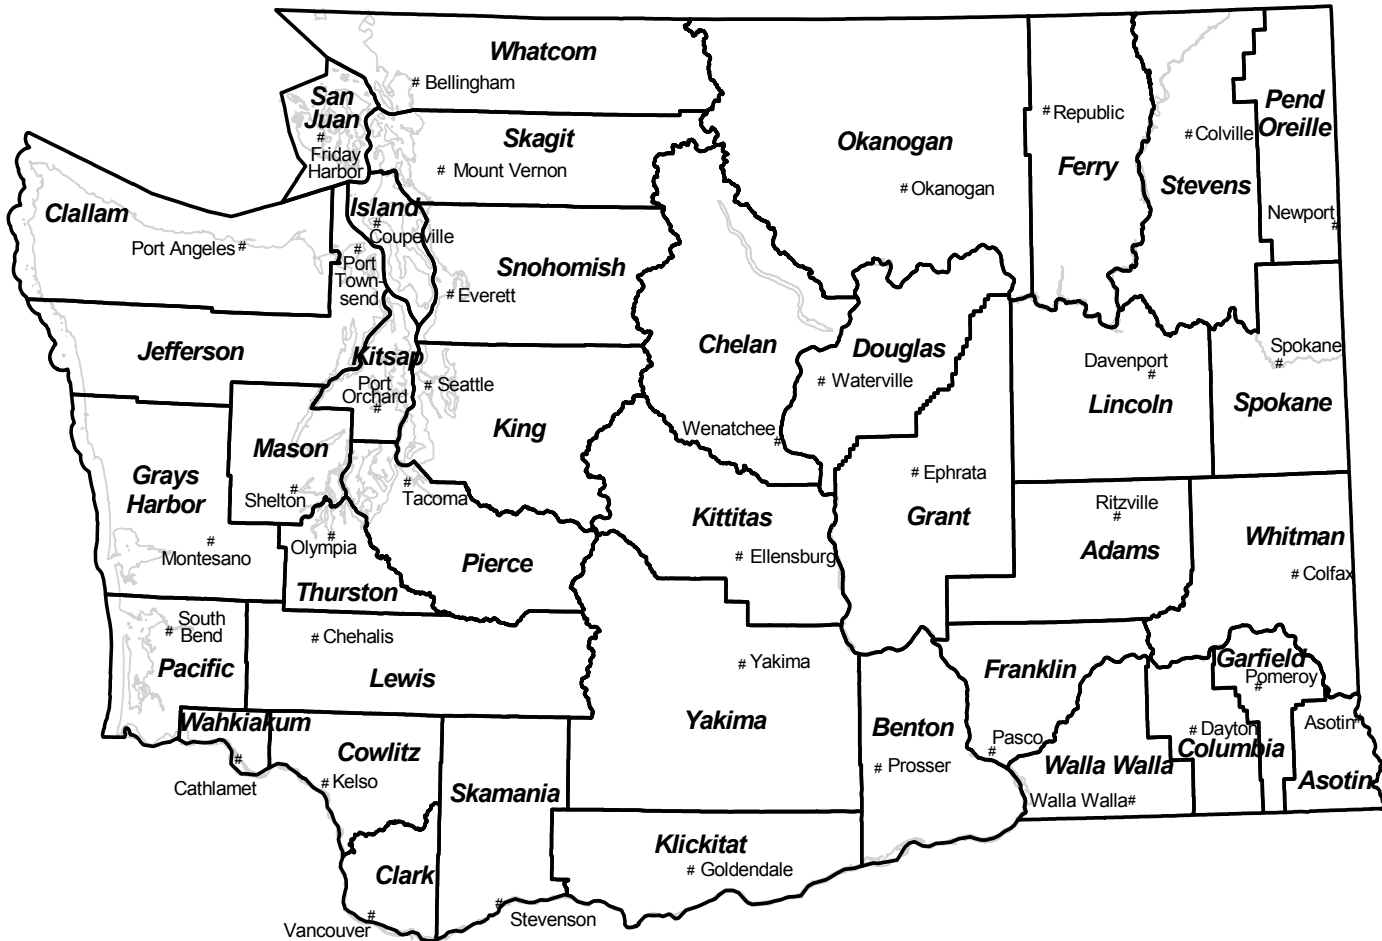 Whatcom
# Bellingham
San
Juan
#
Friday
Harbor
Skagit
# Mount Vernon
Okanogan
# Okanogan
# Republic
Ferry
# Colville
Stevens
Pend
Oreille
Newport
#
Clallam
Port Angeles #
Island
#
Coupeville
#
Port
Town-
send
Snohomish
# Everett
Jefferson
Kitsap
Port
Orchard
#
# Seattle
King
Chelan
Wenatchee
#
Douglas
# Waterville
Davenport
#
Lincoln
Spokane
#
Spokane
Mason
Shelton
#
Grays
Harbor
#
Montesano
#
Tacoma
#
Olympia
Thurston
Pierce
Kittitas
# Ellensburg
# Ephrata
Grant
Ritzville
#
Adams
Whitman
# Colfax
# South
Bend
Pacific
# Chehalis
Lewis
# Yakima
Yakima
Benton
# Prosser
Franklin
Pasco
#
Garfield
Pomeroy
#
Walla Walla
Walla Walla#
# Dayton
Columbia
Asotin#
Asotin
Wahkiakum
#
Cathlamet
Cowlitz
# Kelso
Skamania
Klickitat
# Goldendale
Clark
#
Vancouver
#
Stevenson